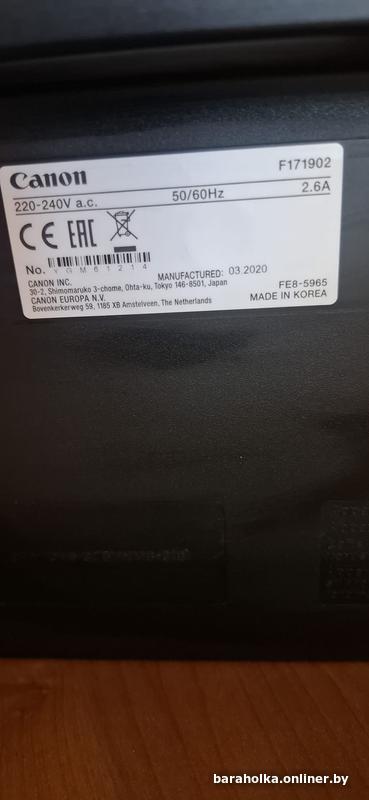 Canon
F171902
220-240V a.c.
50/60Hz
2.6A
CE EAC
No. YGM61214
MANUFACTURED: 03.2020
CANON INC.
30-2, Shimomaruko 3-chome, Ohta-ku, Tokyo 146-8501, Japan
CANON EUROPA N.V.
Bovenkerkerweg 59, 1185 XB Amstelveen, The Netherlands
FE8-5965
MADE IN KOREA
baraholka.onliner.by